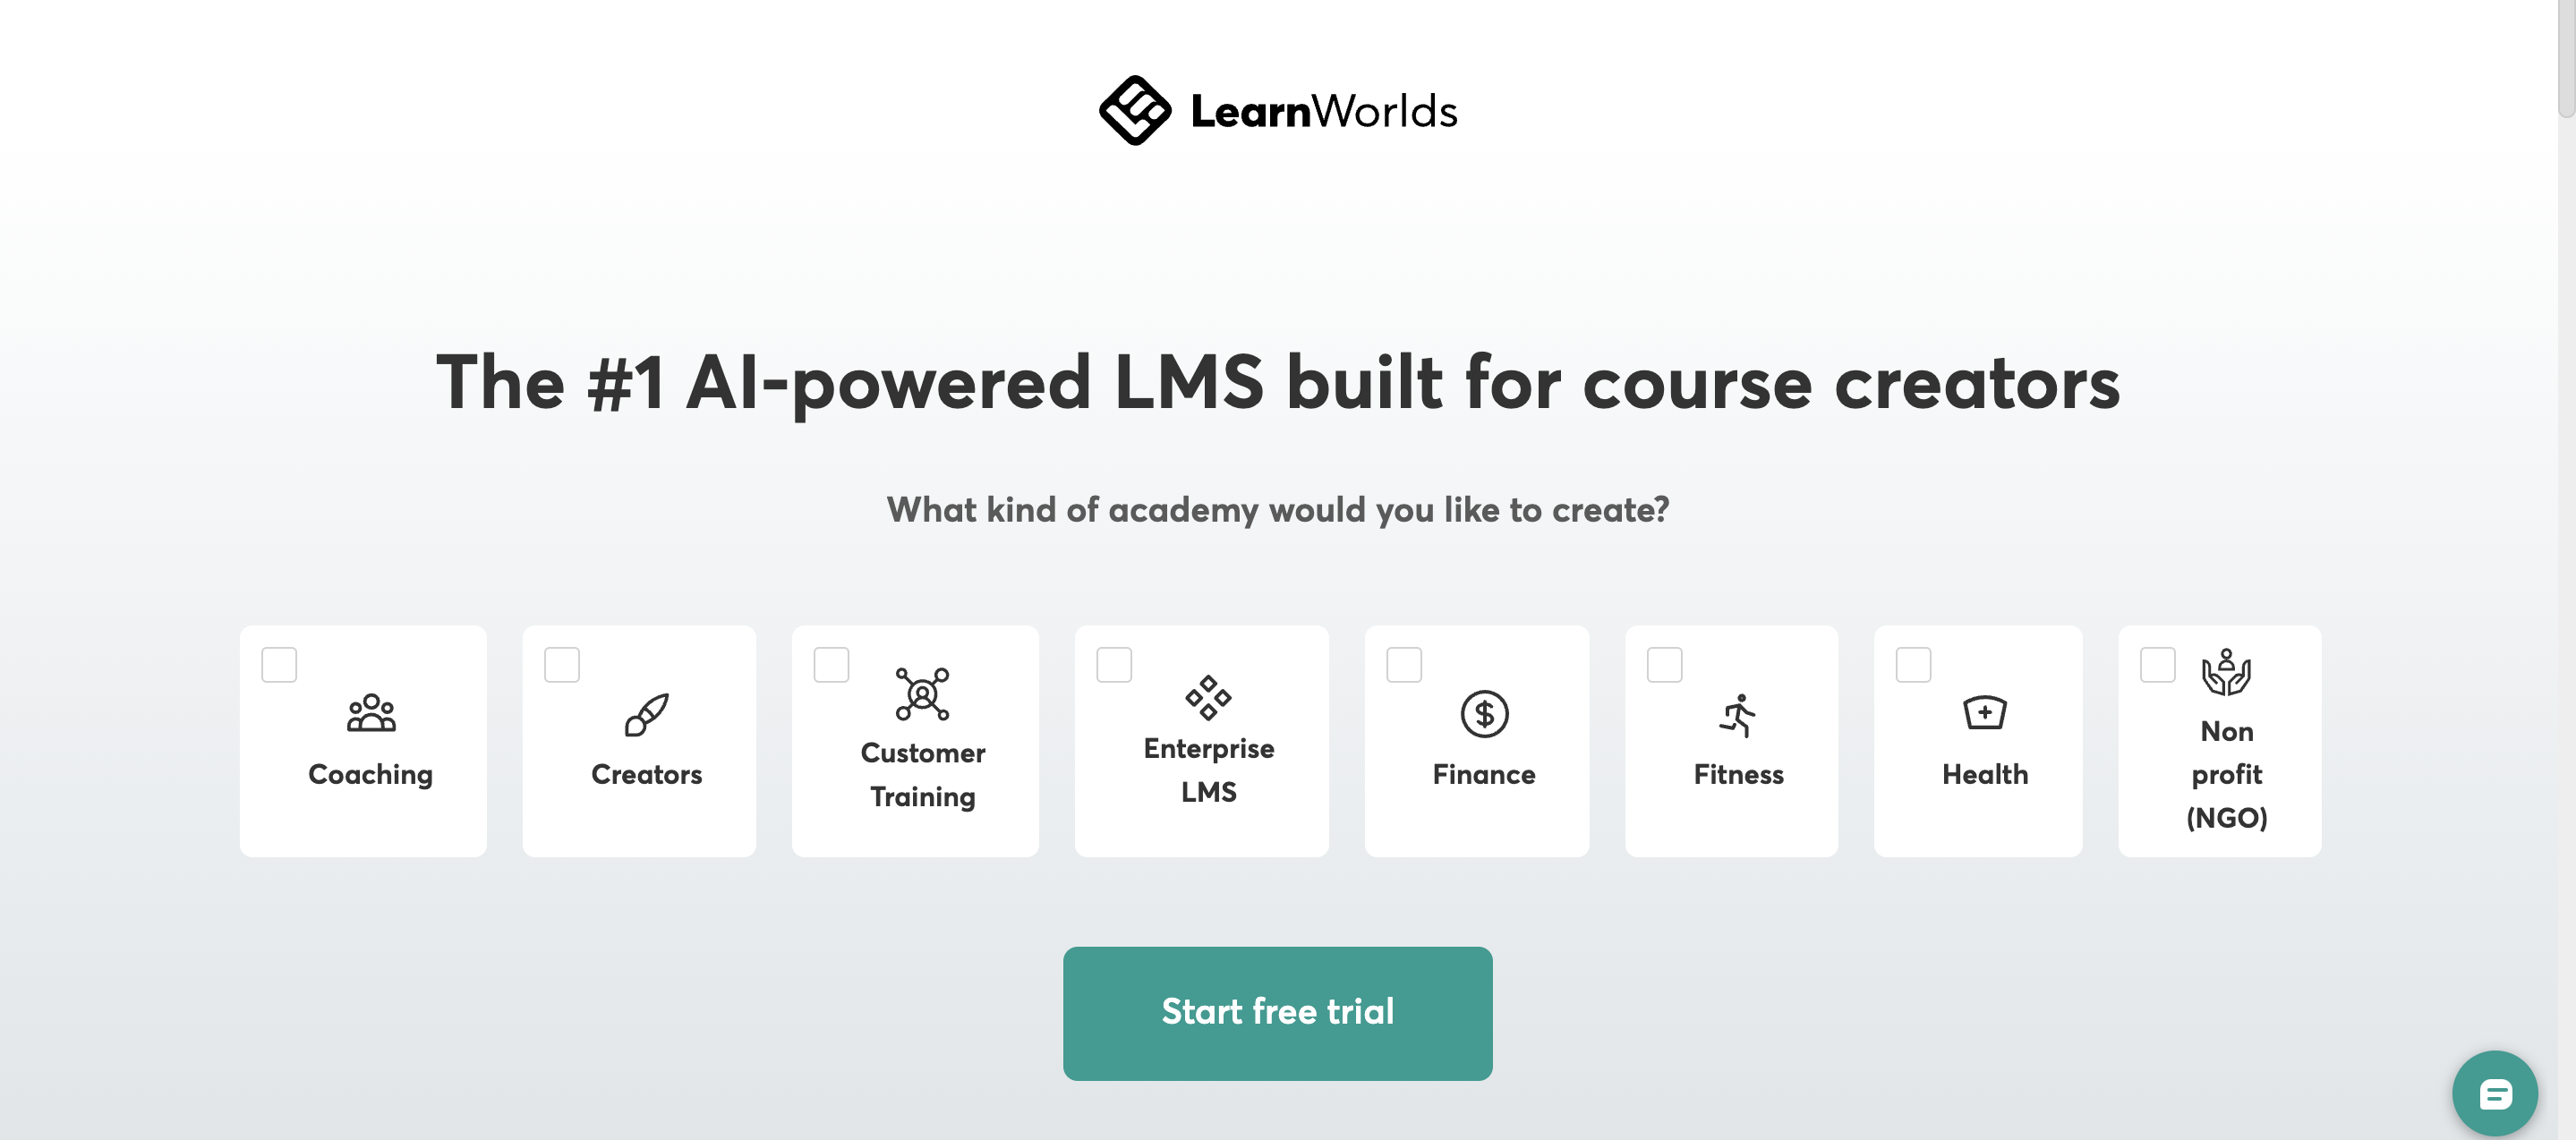 LearnWorlds
The #1 AI-powered LMS built for course creators
What kind of academy would you like to create?
Coaching
Creators
Customer
Training
Enterprise
LMS
Finance
Fitness
Health
Non
profit
(NGO)
Start free trial